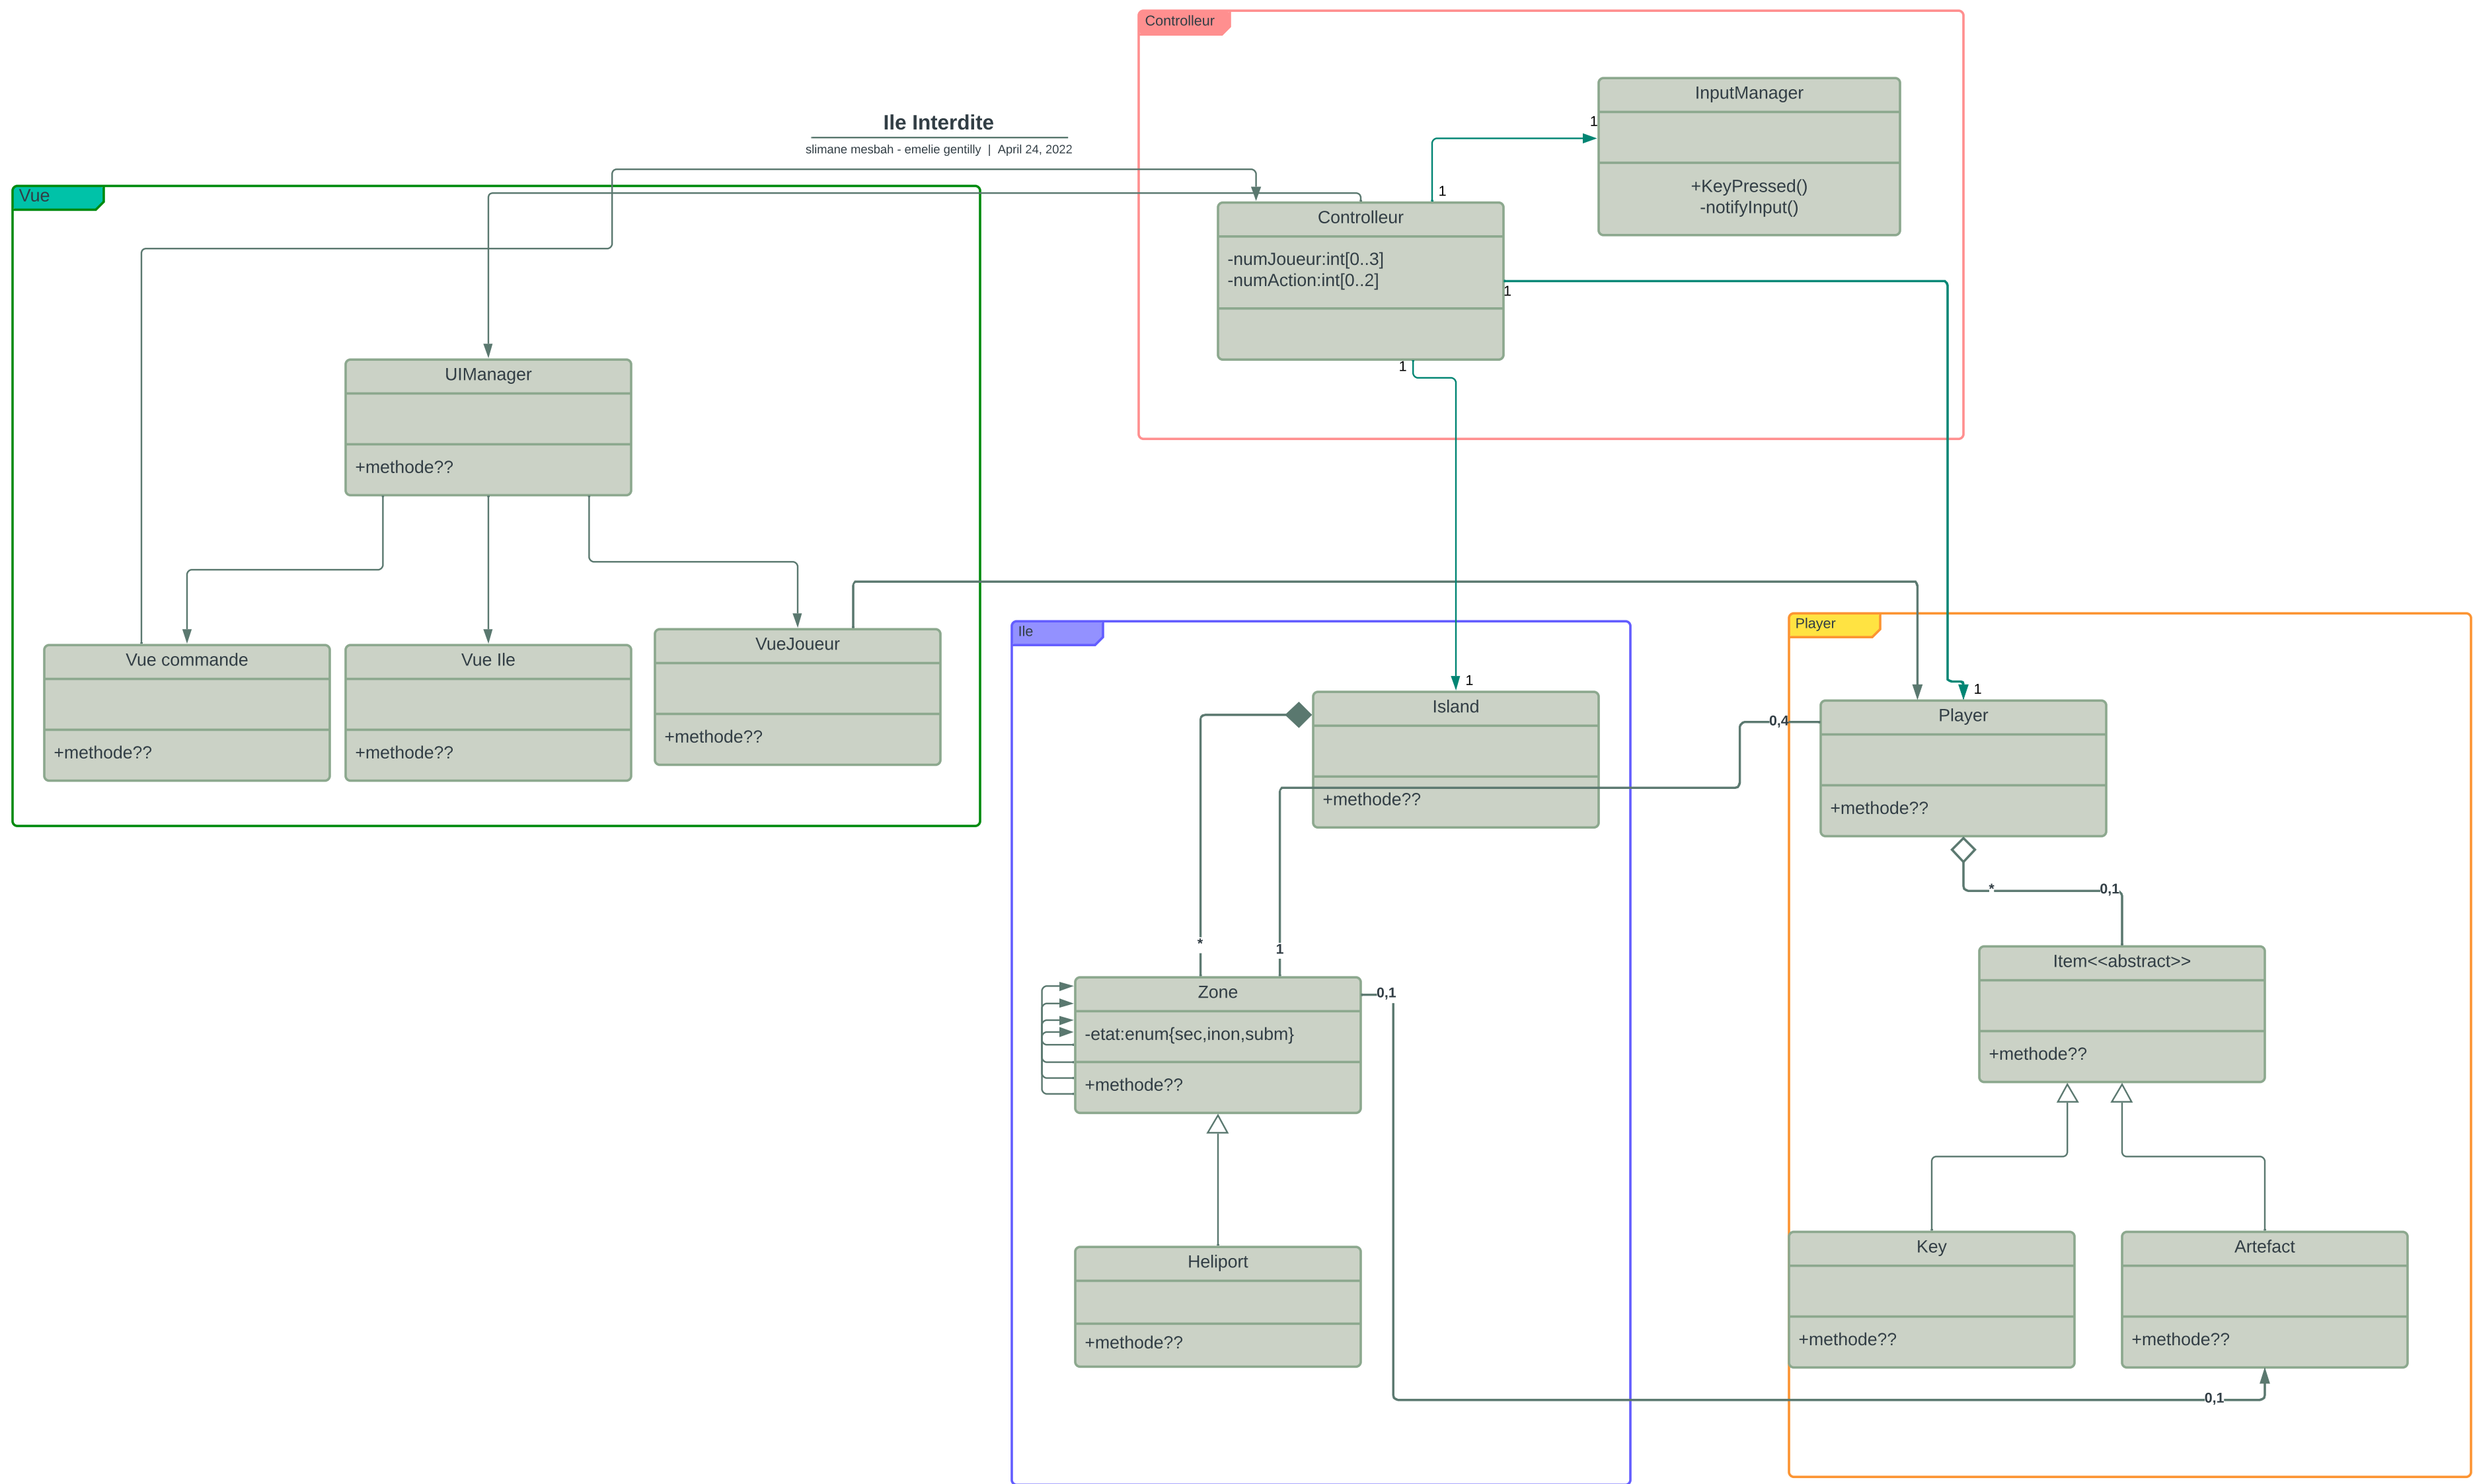 Controlleur
InputManager
1
+KeyPressed()
-notifyInput()
Ile Interdite
slimane mesbah - emelie gentilly  |  April 24, 2022
1
Vue
Controlleur
-numJoueur:int[0..3]
-numAction:int[0..2]
1
1
UIManager
+methode??
Vue commande
+methode??
Vue Ile
+methode??
VueJoueur
+methode??
Ile
1
Island
+methode??
Player
1
0,4
Player
+methode??
*
0,1
*
1
Zone
0,1
-etat:enum{sec,inon,subm}
+methode??
Item<<abstract>>
+methode??
Heliport
+methode??
Key
+methode??
Artefact
+methode??
0,1